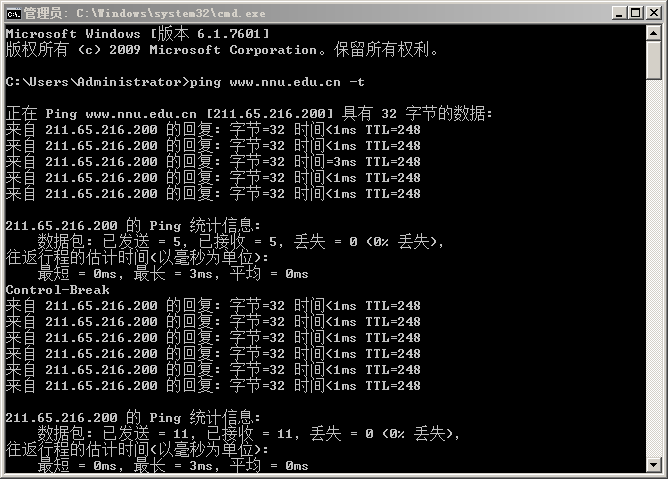 管理员: C:\Windows\system32\cmd.exe
Microsoft Windows [版本 6.1.7601]
版权所有 (c) 2009 Microsoft Corporation。保留所有权利。
C:\Users\Administrator>ping www.nnu.edu.cn -t
正在 Ping www.nnu.edu.cn [211.65.216.200] 具有 32 字节的数据:
来自 211.65.216.200 的回复: 字节=32 时间<1ms TTL=248
来自 211.65.216.200 的回复: 字节=32 时间<1ms TTL=248
来自 211.65.216.200 的回复: 字节=32 时间=3ms TTL=248
来自 211.65.216.200 的回复: 字节=32 时间<1ms TTL=248
来自 211.65.216.200 的回复: 字节=32 时间<1ms TTL=248
211.65.216.200 的 Ping 统计信息:
数据包: 已发送 = 5, 已接收 = 5, 丢失 = 0 (0% 丢失),
往返行程的估计时间(以毫秒为单位):
最短 = 0ms, 最长 = 3ms, 平均 = 0ms
Control-Break
来自 211.65.216.200 的回复: 字节=32 时间<1ms TTL=248
来自 211.65.216.200 的回复: 字节=32 时间<1ms TTL=248
来自 211.65.216.200 的回复: 字节=32 时间<1ms TTL=248
来自 211.65.216.200 的回复: 字节=32 时间<1ms TTL=248
来自 211.65.216.200 的回复: 字节=32 时间<1ms TTL=248
来自 211.65.216.200 的回复: 字节=32 时间<1ms TTL=248
211.65.216.200 的 Ping 统计信息:
数据包: 已发送 = 11, 已接收 = 11, 丢失 = 0 (0% 丢失),
往返行程的估计时间(以毫秒为单位):
最短 = 0ms, 最长 = 3ms, 平均 = 0ms